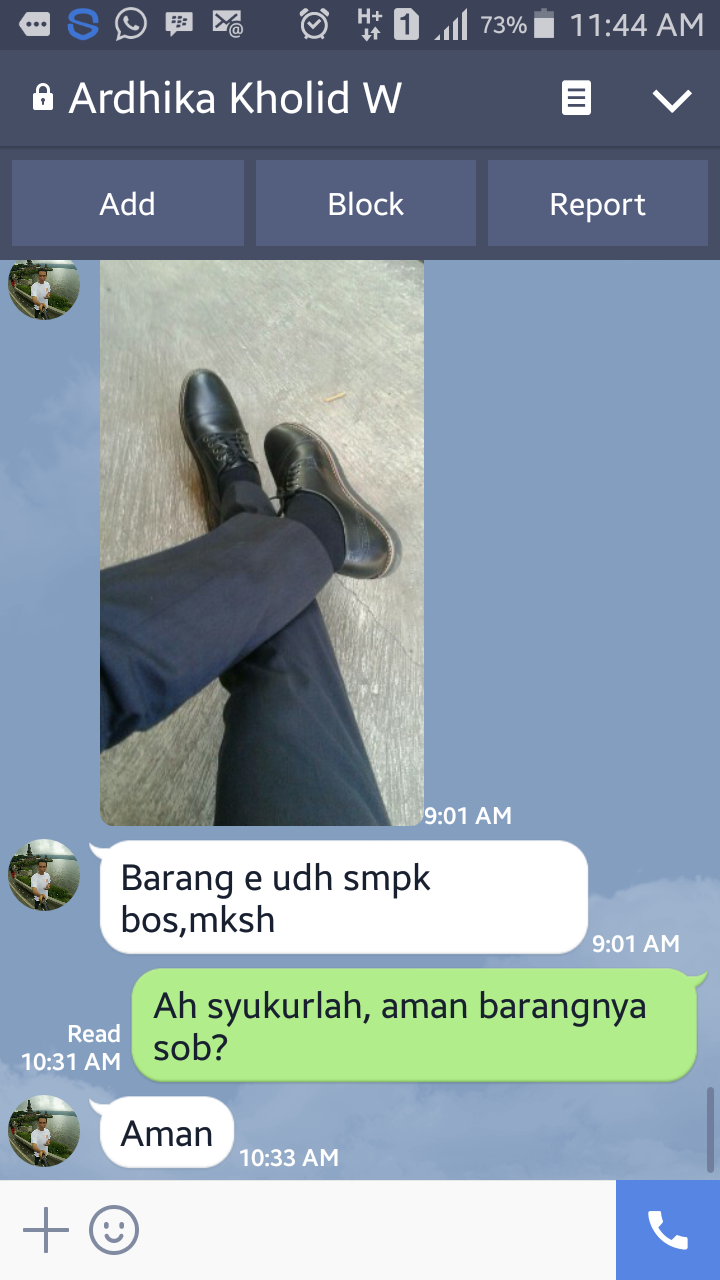 H+ 1 73% 11:44 AM
Ardhika Kholid W
Add Block Report
9:01 AM
Barang e udh smpk
bos,mksh
9:01 AM
Ah syukurlah, aman barangnya
sob?
Read
10:31 AM
Aman
10:33 AM